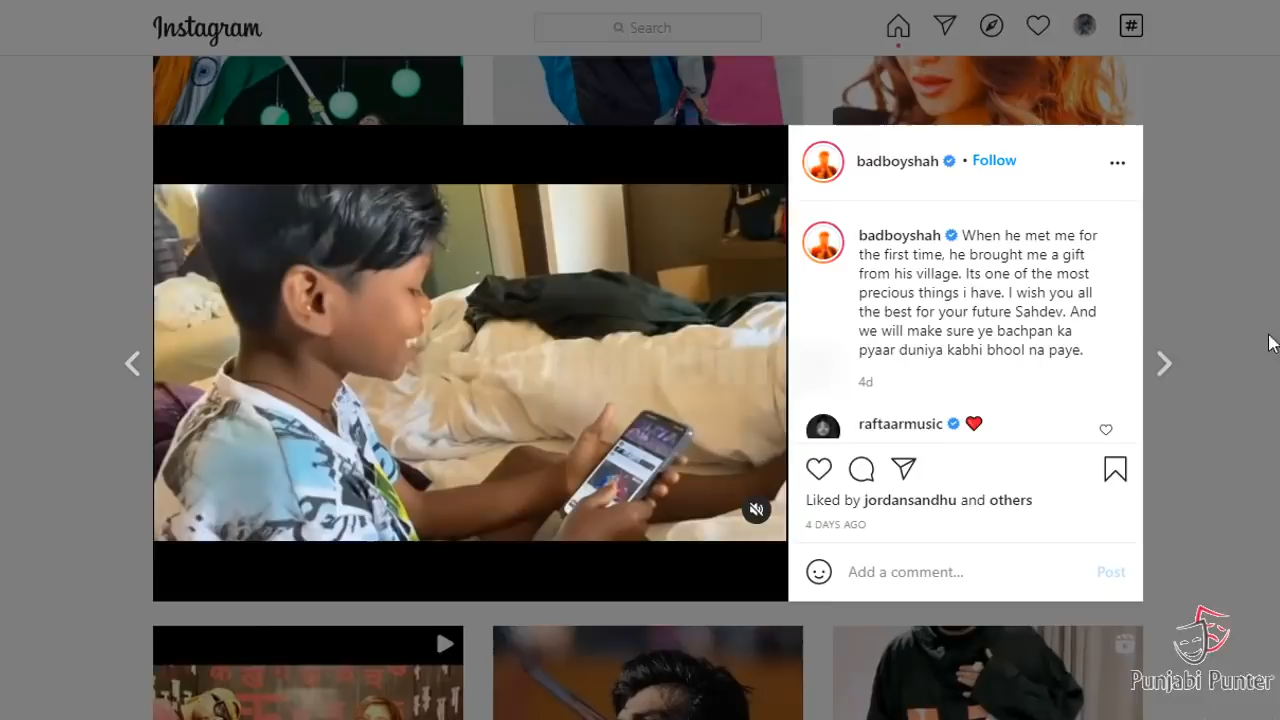 Instagram
Search
#
badboyshah • Follow
badboyshah When he met me for
the first time, he brought me a gift
from his village. Its one of the most
precious things i have. I wish you all
the best for your future Sahdev. And
we will make sure ye bachpan ka
pyaar duniya kabhi bhool na paye.
4d
raftaarmusic ❤️
Liked by jordansandhu and others
4 DAYS AGO
Add a comment... Post
Punjabi Punter